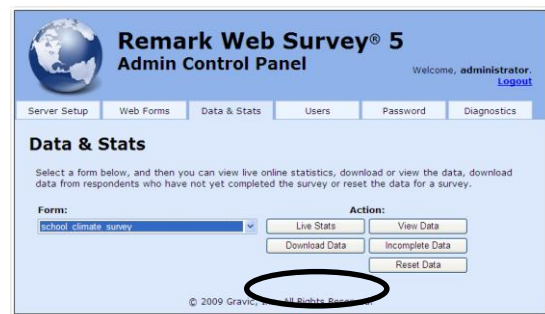 Remark Web Survey® 5
Admin Control Panel
Welcome, administrator.
Logout
Server Setup Web Forms Data & Stats Users Password Diagnostics
Data & Stats
Select a form below, and then you can view live online statistics, download or view the data, download
data from respondents who have not yet completed the survey or reset the data for a survey.
Form: Action:
school climate survey Live Stats View Data
Download Data Incomplete Data
Reset Data
© 2009 Gravic, All Rights